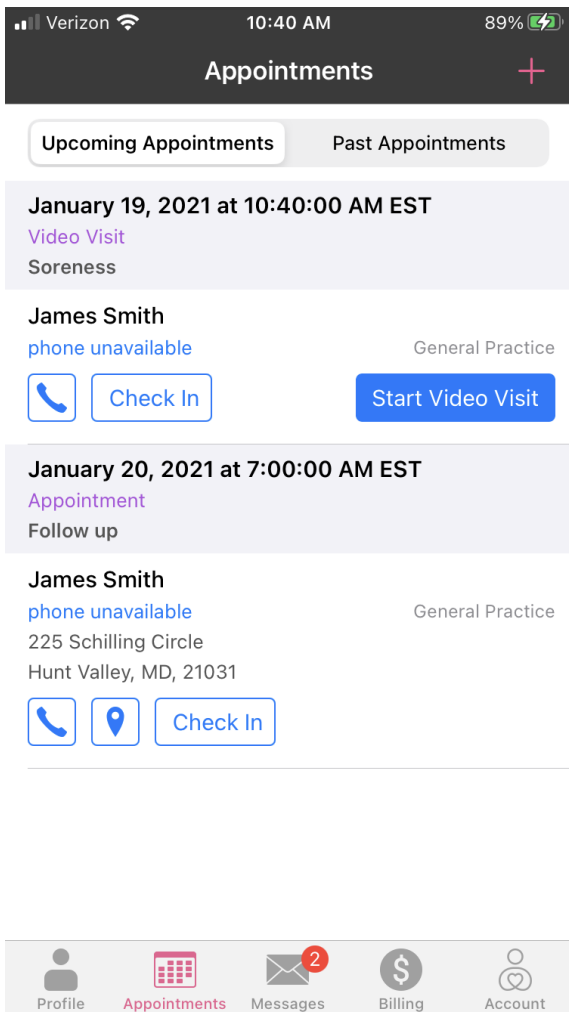 Verizon 10:40 AM 89%
Appointments
Upcoming Appointments Past Appointments
January 19, 2021 at 10:40:00 AM EST
Video Visit
Soreness
James Smith
phone unavailable General Practice
Check In Start Video Visit
January 20, 2021 at 7:00:00 AM EST
Appointment
Follow up
James Smith
phone unavailable General Practice
225 Schilling Circle
Hunt Valley, MD, 21031
Check In
2
Profile Appointments Messages Billing Account